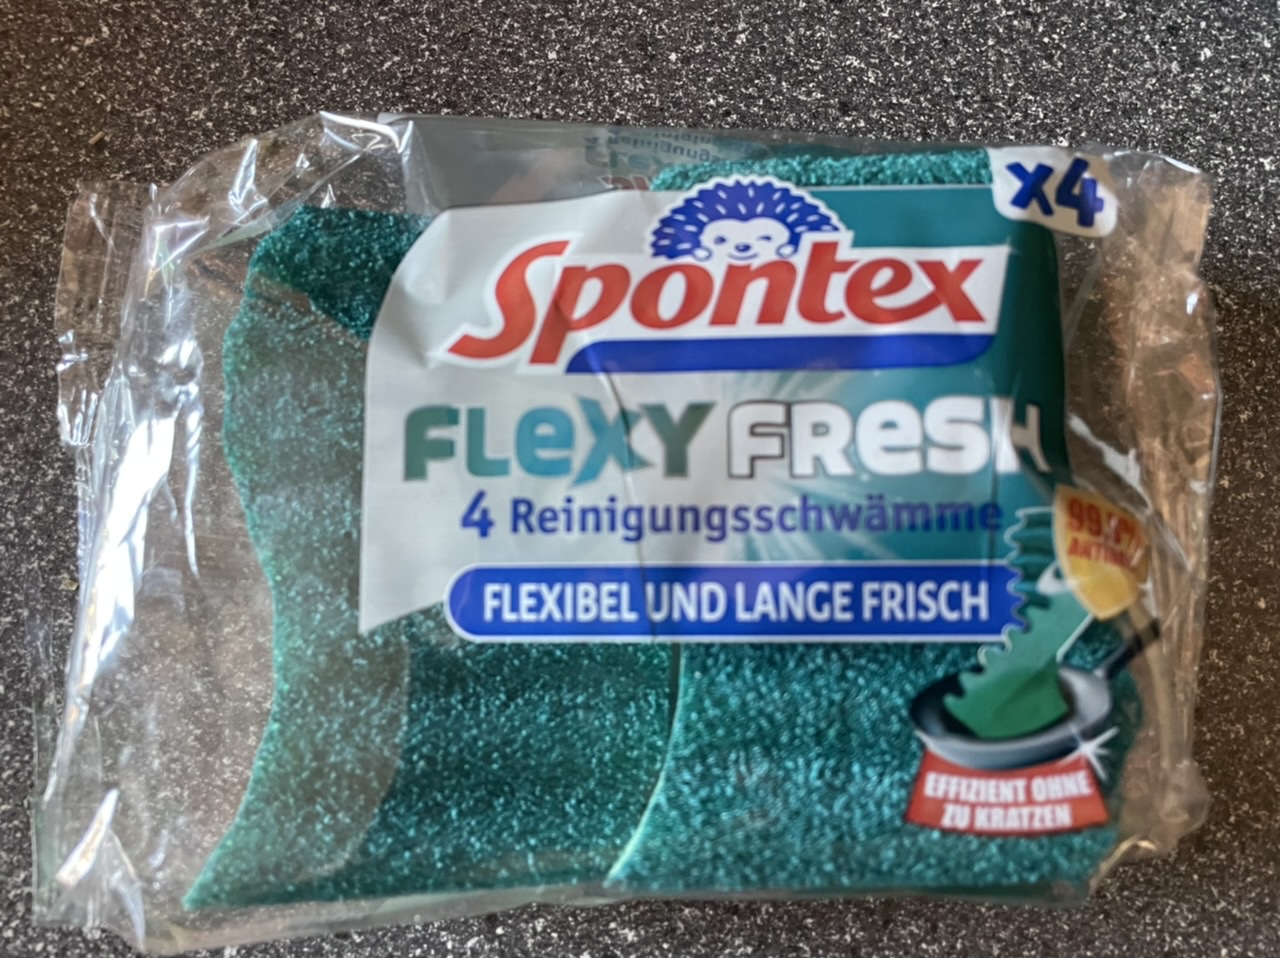 x4
Spontex
FLeXY FResH
4 Reinigungsschwämme
FLEXIBEL UND LANGE FRISCH
EFFIZIENT OHNE
ZU KRATZEN